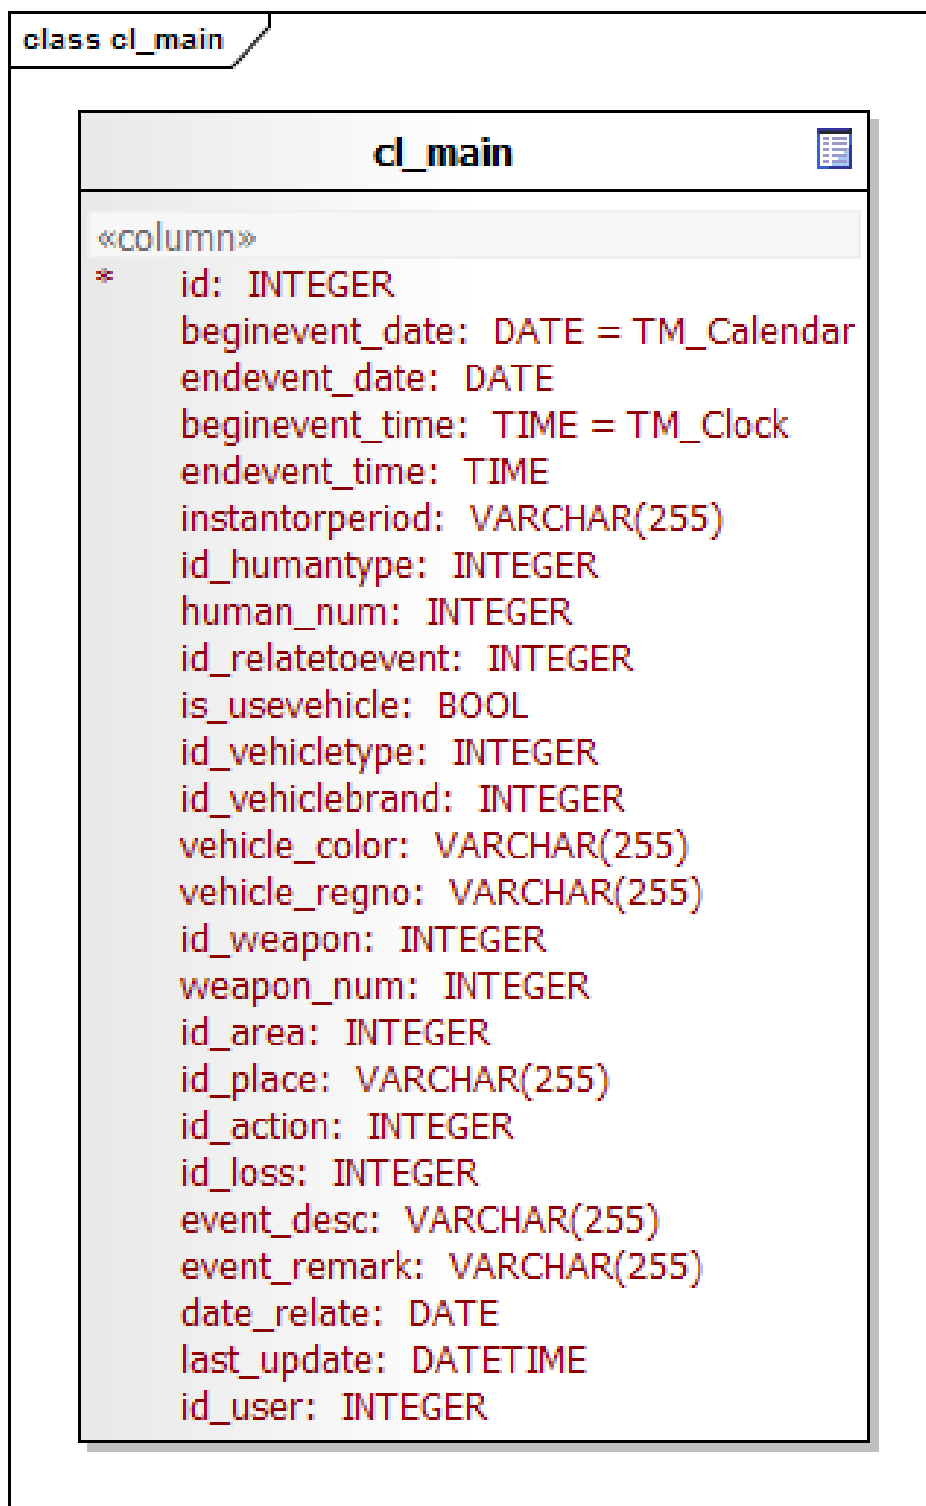 class cl_main
cl_main
«column»
* id: INTEGER
beginevent_date: DATE = TM_Calendar
endevent_date: DATE
beginevent_time: TIME = TM_Clock
endevent_time: TIME
instantorperiod: VARCHAR(255)
id_humantype: INTEGER
human_num: INTEGER
id_relatetoevent: INTEGER
is_usevehicle: BOOL
id_vehicletype: INTEGER
id_vehiclebrand: INTEGER
vehicle_color: VARCHAR(255)
vehicle_regno: VARCHAR(255)
id_weapon: INTEGER
weapon_num: INTEGER
id_area: INTEGER
id_place: VARCHAR(255)
id_action: INTEGER
id_loss: INTEGER
event_desc: VARCHAR(255)
event_remark: VARCHAR(255)
date_relate: DATE
last_update: DATETIME
id_user: INTEGER